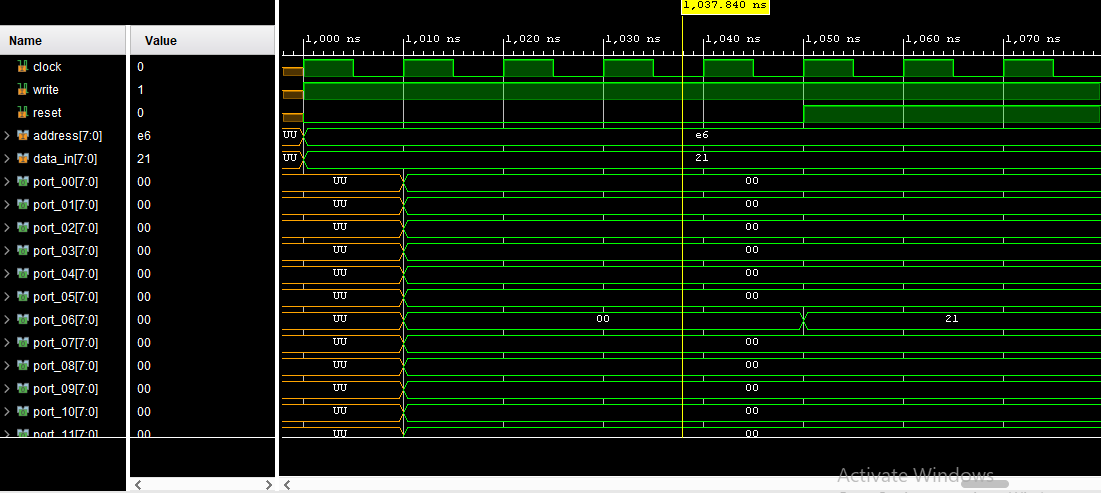 1,037.840 ns
Name Value 1,000 ns 1,010 ns 1,020 ns 1,030 ns 1,040 ns 1,050 ns 1,060 ns 1,070 ns
clock 0
write 1
reset 0
address[7:0] e6 UU e6
data_in[7:0] 21 UU 21
port_00[7:0] 00 UU 00
port_01[7:0] 00 UU 00
port_02[7:0] 00 UU 00
port_03[7:0] 00 UU 00
port_04[7:0] 00 UU 00
port_05[7:0] 00 UU 00
port_06[7:0] 00 UU 00 21
port_07[7:0] 00 UU 00
port_08[7:0] 00 UU 00
port_09[7:0] 00 UU 00
port_10[7:0] 00 UU 00
port_11[7:0] 00 UU 00
Activate Windows